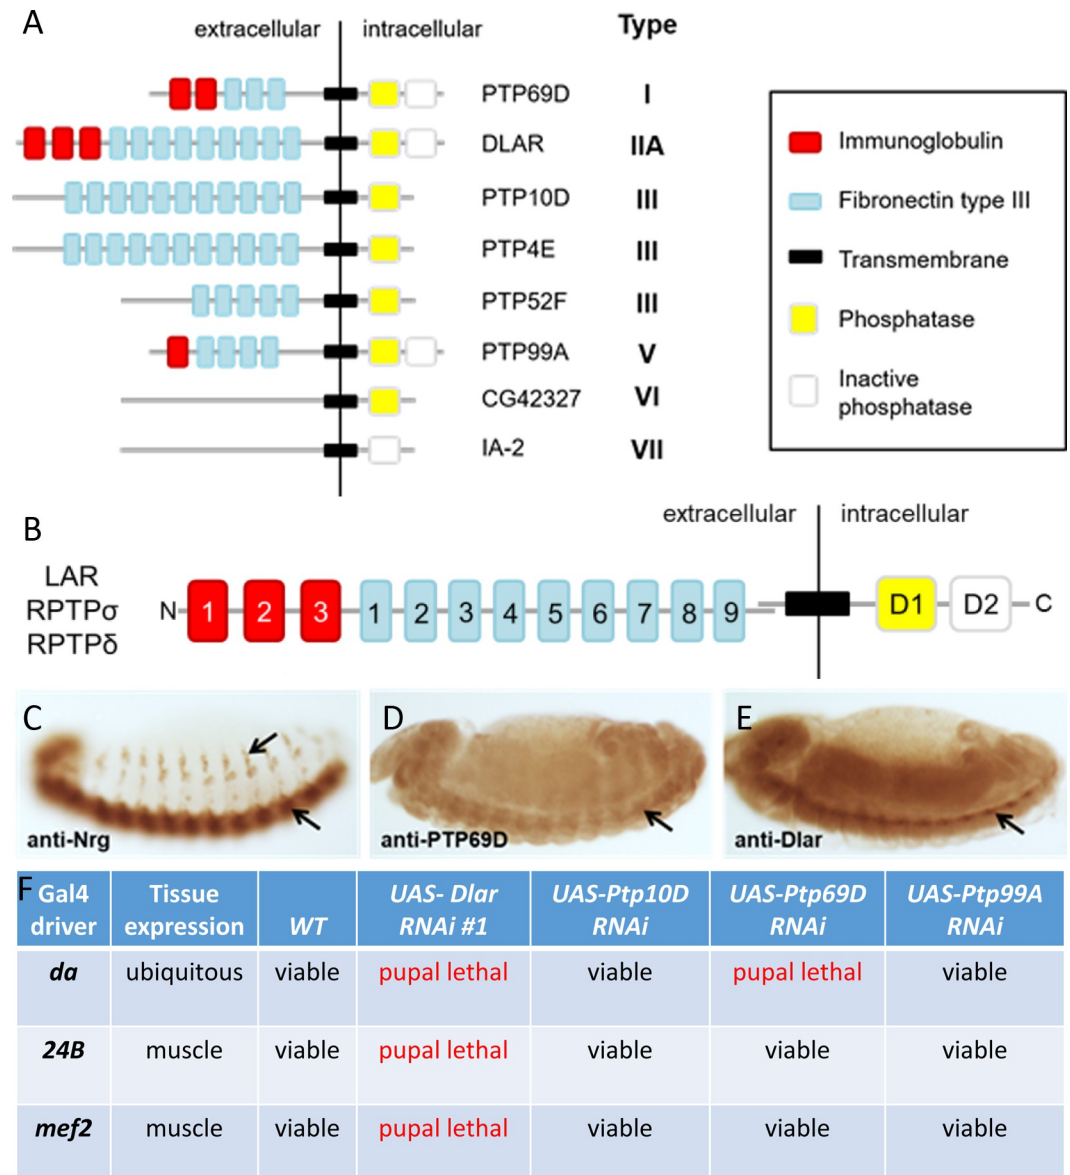 A
extracellular
intracellular
Type
PTP69D I
DLAR IIA
PTP10D III
PTP4E III
PTP52F III
PTP99A V
CG42327 VI
IA-2 VII
Immunoglobulin
Fibronectin type III
Transmembrane
Phosphatase
Inactive
phosphatase
B
extracellular
intracellular
LAR
RPTPσ
RPTPδ
N 1 2 3 1 2 3 4 5 6 7 8 9 D1 D2 C
C
anti-Nrg
D
anti-PTP69D
E
anti-Dlar
F
Gal4 driver Tissue expression WT UAS- Dlar RNAi #1 UAS-Ptp10D RNAi UAS-Ptp69D RNAi UAS-Ptp99A RNAi
da ubiquitous viable pupal lethal viable pupal lethal viable
24B muscle viable pupal lethal viable viable viable
mef2 muscle viable pupal lethal viable viable viable